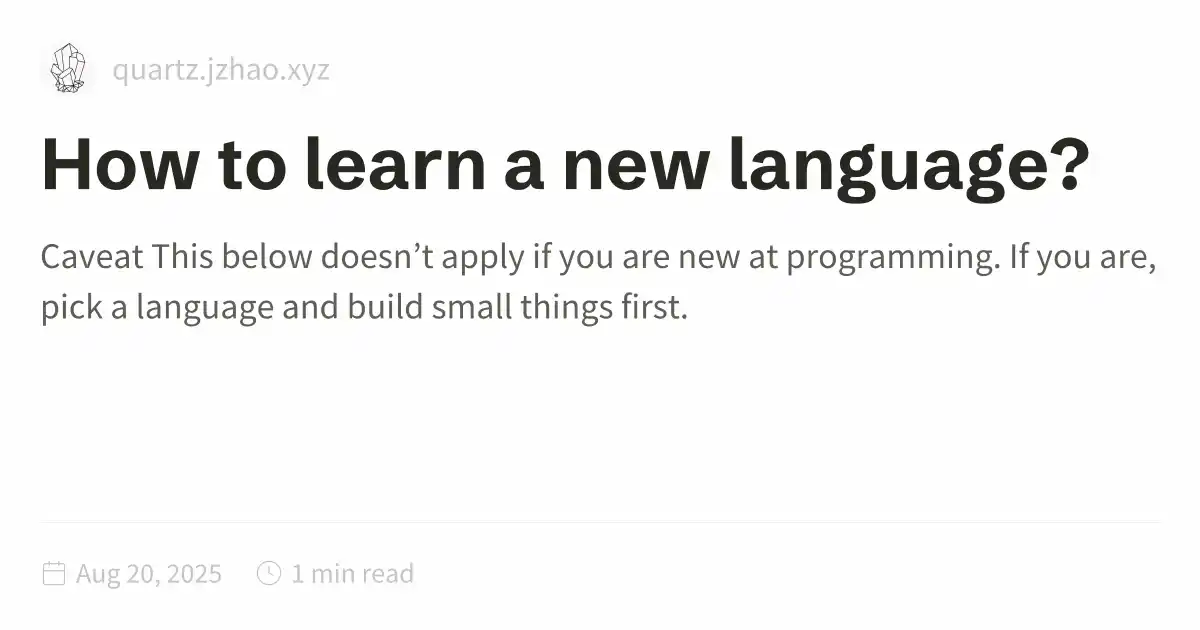 quartz.jzhao.xyz
How to learn a new language?
Caveat This below doesn’t apply if you are new at programming. If you are,
pick a language and build small things first.
Aug 20, 2025 1 min read